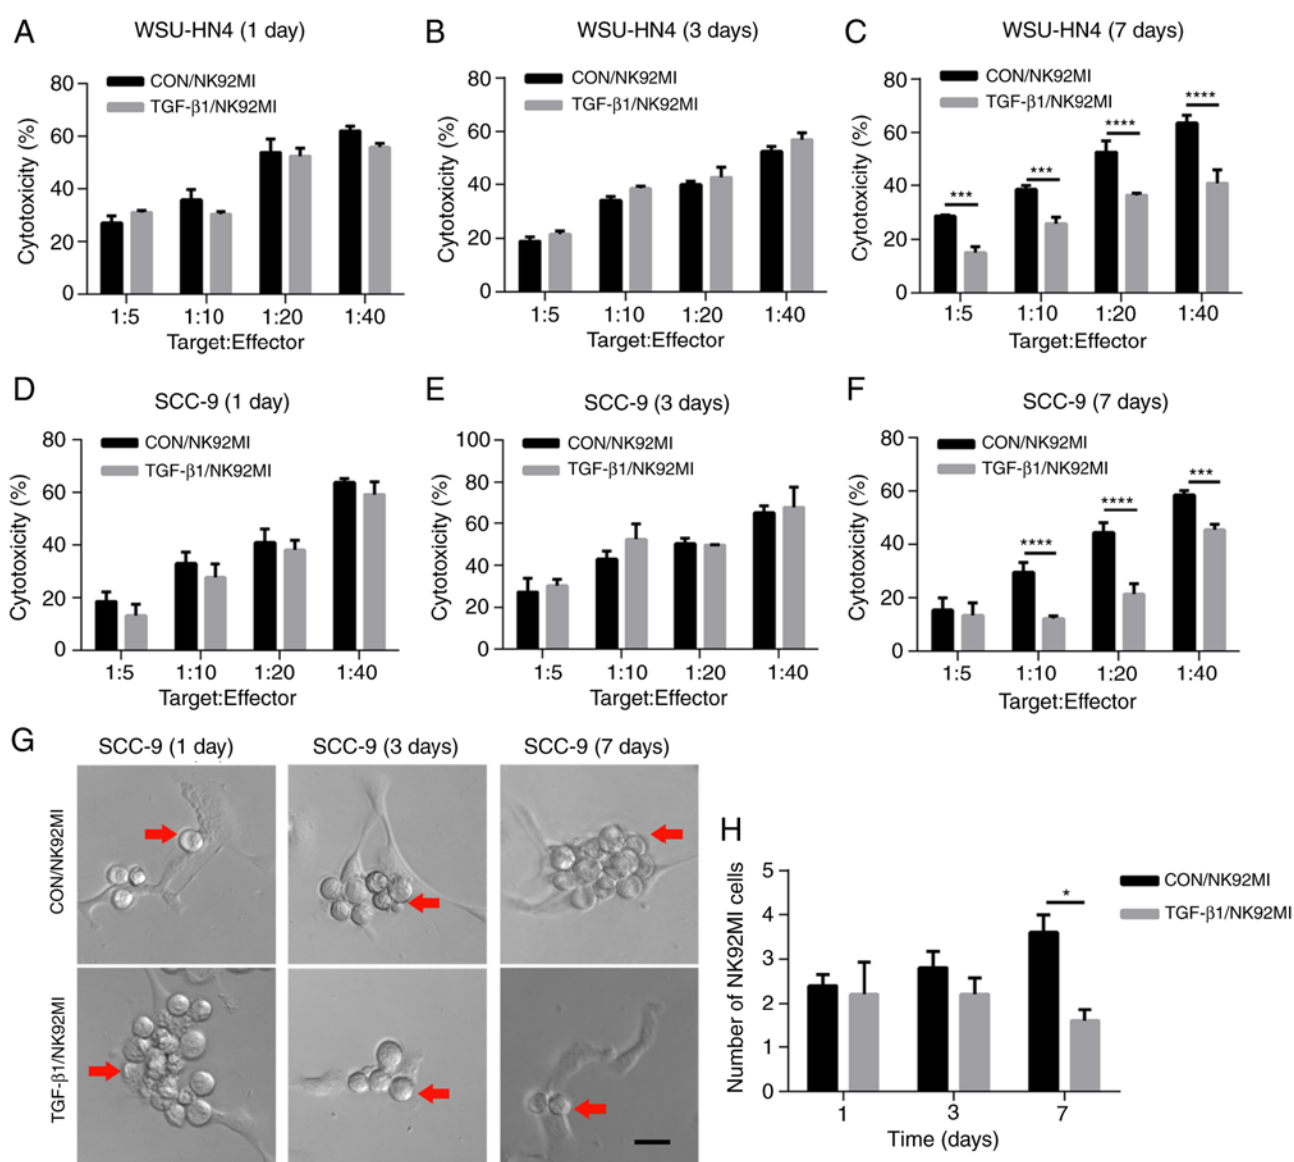 A
WSU-HN4 (1 day)
CON/NK92MI
TGF-β1/NK92MI
Cytotoxicity (%)
80
60
40
20
0
1:5 1:10 1:20 1:40
Target:Effector
B
WSU-HN4 (3 days)
CON/NK92MI
TGF-β1/NK92MI
Cytotoxicity (%)
80
60
40
20
0
1:5 1:10 1:20 1:40
Target:Effector
C
WSU-HN4 (7 days)
CON/NK92MI
TGF-β1/NK92MI
Cytotoxicity (%)
80
60
40
20
0
*** *** **** ****
1:5 1:10 1:20 1:40
Target:Effector
D
SCC-9 (1 day)
CON/NK92MI
TGF-β1/NK92MI
Cytotoxicity (%)
80
60
40
20
0
1:5 1:10 1:20 1:40
Target:Effector
E
SCC-9 (3 days)
CON/NK92MI
TGF-β1/NK92MI
Cytotoxicity (%)
100
80
60
40
20
0
1:5 1:10 1:20 1:40
Target:Effector
F
SCC-9 (7 days)
CON/NK92MI
TGF-β1/NK92MI
Cytotoxicity (%)
80
60
40
20
0
**** **** ***
1:5 1:10 1:20 1:40
Target:Effector
G
SCC-9 (1 day) SCC-9 (3 days) SCC-9 (7 days)
CON/NK92MI
TGF-β1/NK92MI
H
Number of NK92MI cells
5
4
3
2
1
0
*
CON/NK92MI
TGF-β1/NK92MI
1 3 7
Time (days)